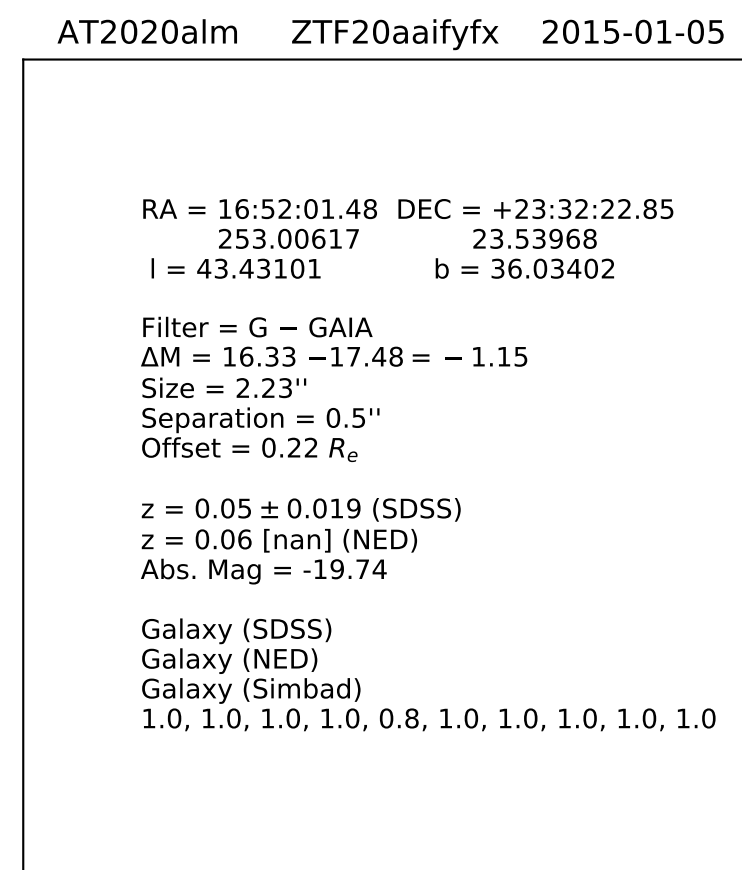 AT2020alm ZTF20aaifyfx 2015-01-05
RA = 16:52:01.48 DEC = +23:32:22.85
253.00617 23.53968
l = 43.43101 b = 36.03402
Filter = G − GAIA
ΔM = 16.33 −17.48 = − 1.15
Size = 2.23''
Separation = 0.5''
Offset = 0.22 Re
z = 0.05 ± 0.019 (SDSS)
z = 0.06 [nan] (NED)
Abs. Mag = -19.74
Galaxy (SDSS)
Galaxy (NED)
Galaxy (Simbad)
1.0, 1.0, 1.0, 1.0, 0.8, 1.0, 1.0, 1.0, 1.0, 1.0